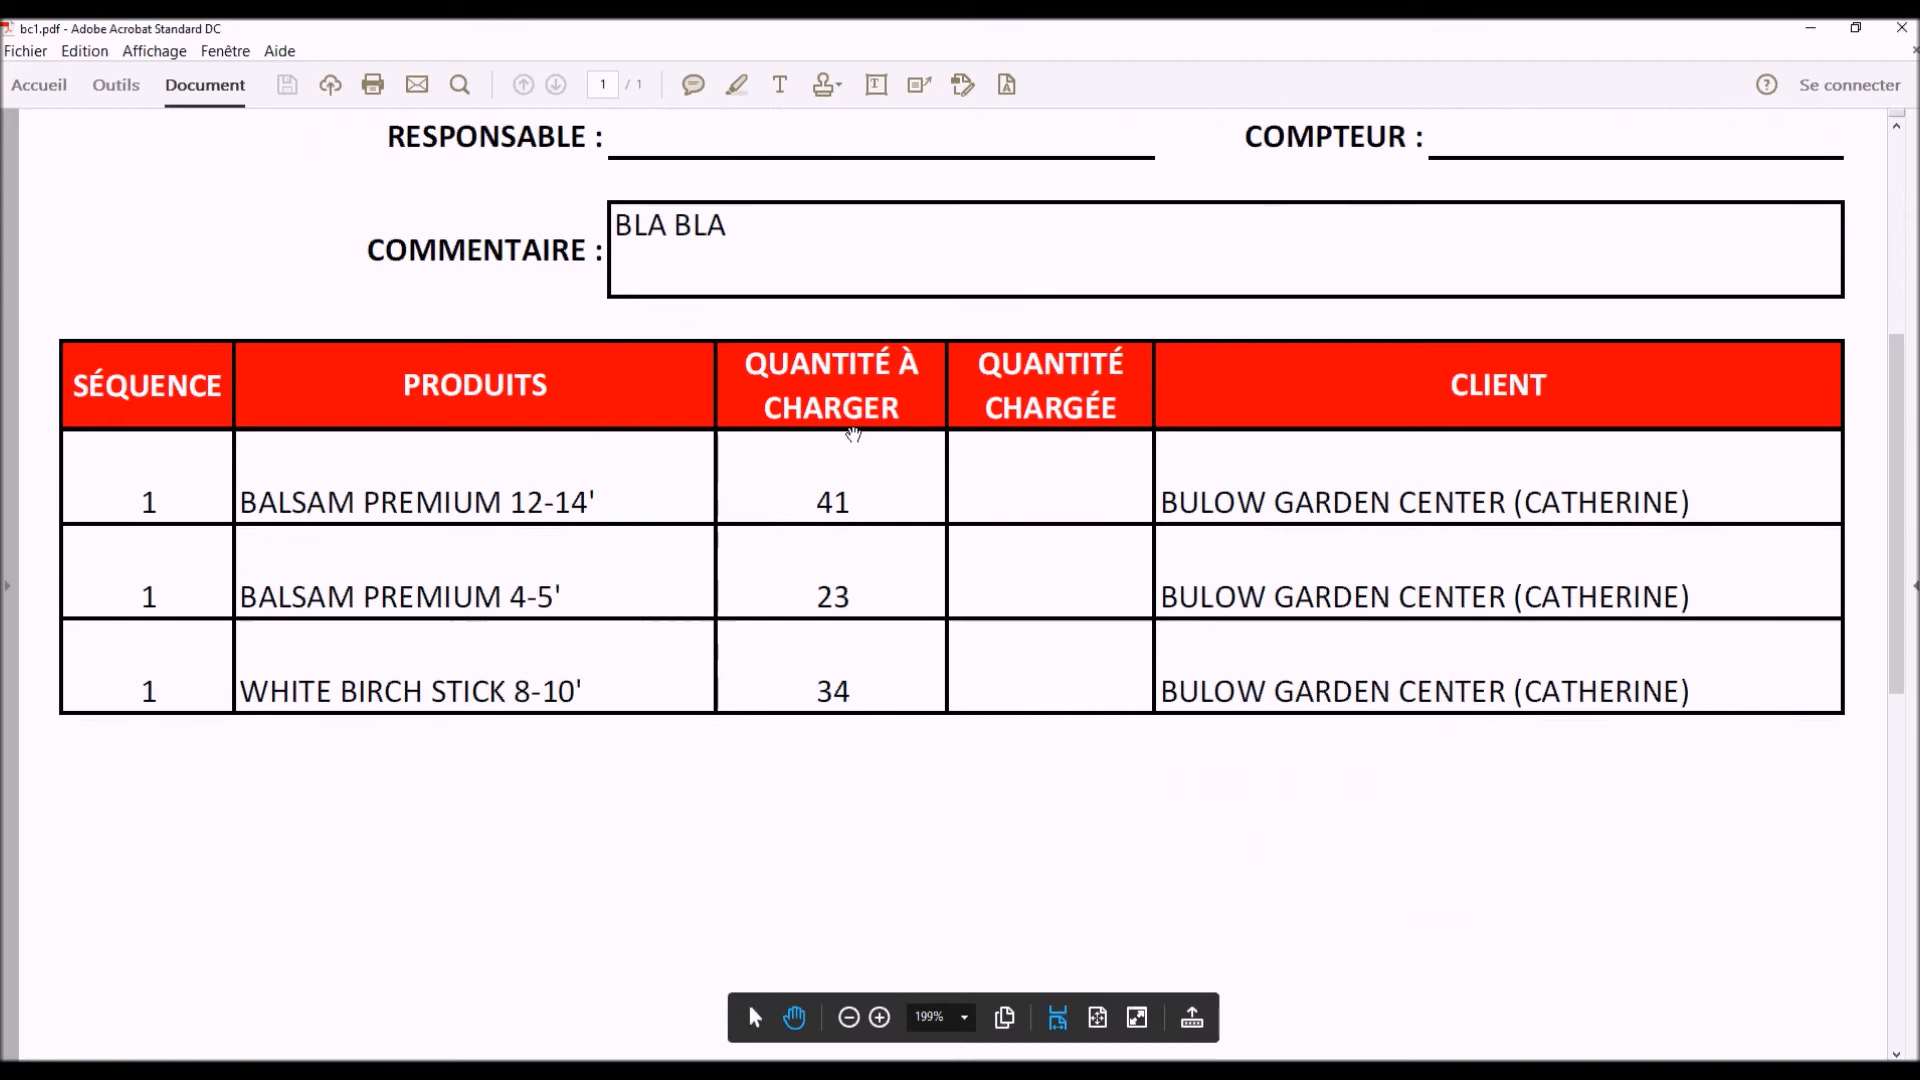 bc1.pdf - Adobe Acrobat Standard DC
Fichier Edition Affichage Fenêtre Aide
Accueil Outils Document 1 / 1 Se connecter
RESPONSABLE : COMPTEUR :
BLA BLA
COMMENTAIRE :
SÉQUENCE PRODUITS QUANTITÉ À CHARGER QUANTITÉ CHARGÉE CLIENT
1 BALSAM PREMIUM 12-14' 41 BULOW GARDEN CENTER (CATHERINE)
1 BALSAM PREMIUM 4-5' 23 BULOW GARDEN CENTER (CATHERINE)
1 WHITE BIRCH STICK 8-10' 34 BULOW GARDEN CENTER (CATHERINE)
199%